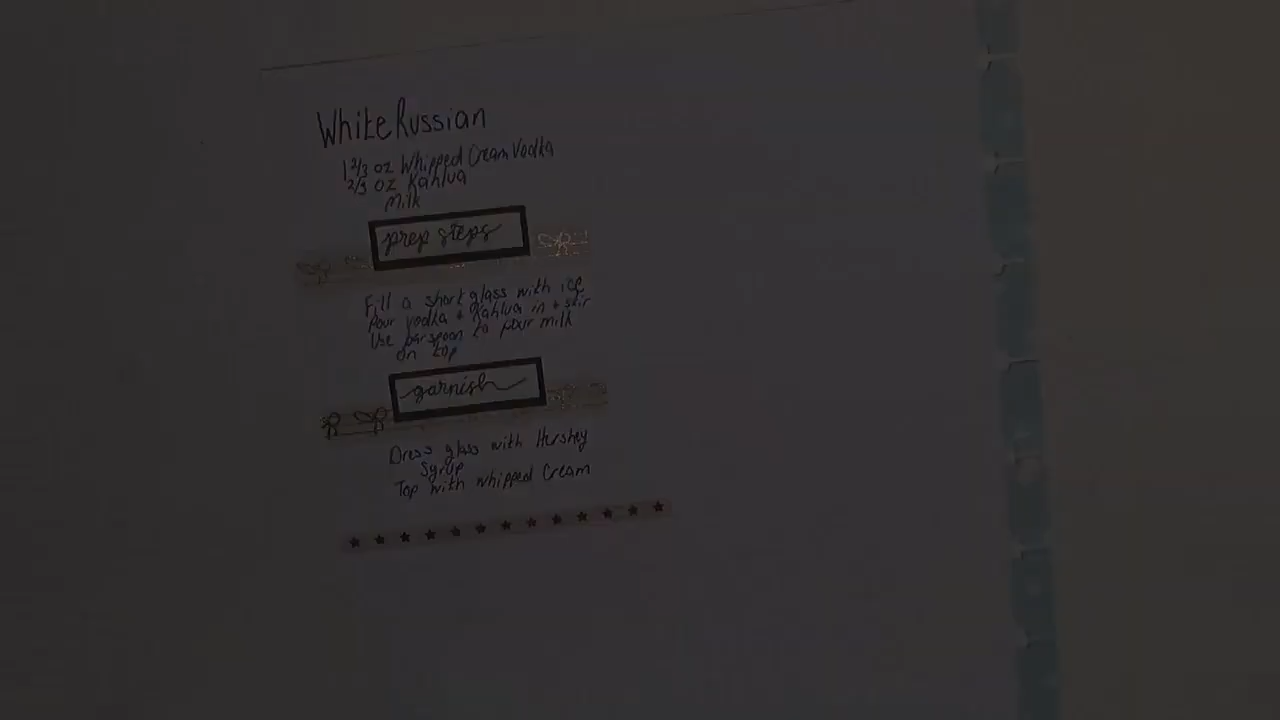 White Russian
1 2/3 oz Whipped Cream Vodka
2/3 oz Kahlua
Milk
prep steps
Fill a short glass with ice
Pour vodka + Kahlua in + stir
Use barspoon to pour milk
on top
garnish
Dress glass with Hershey
Syrup
Top with whipped Cream